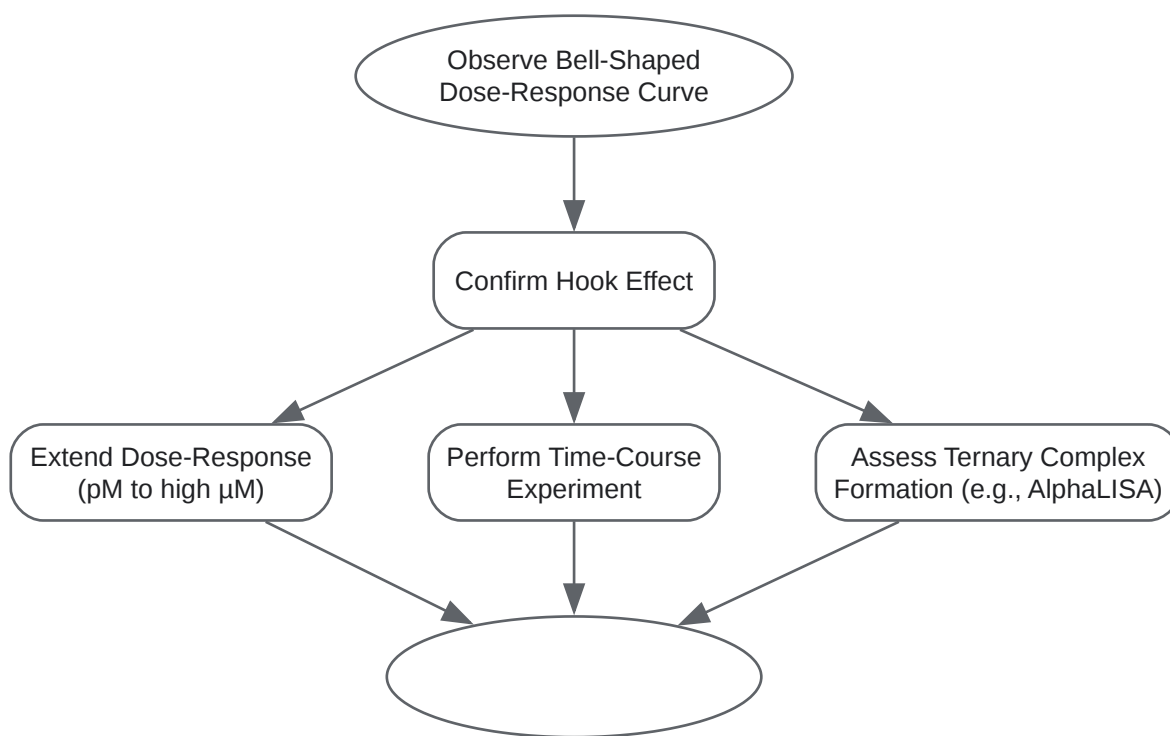 Observe Bell-Shaped
Dose-Response Curve
Confirm Hook Effect
Extend Dose-Response
(pM to high µM)
Perform Time-Course
Experiment
Assess Ternary Complex
Formation (e.g., AlphaLISA)